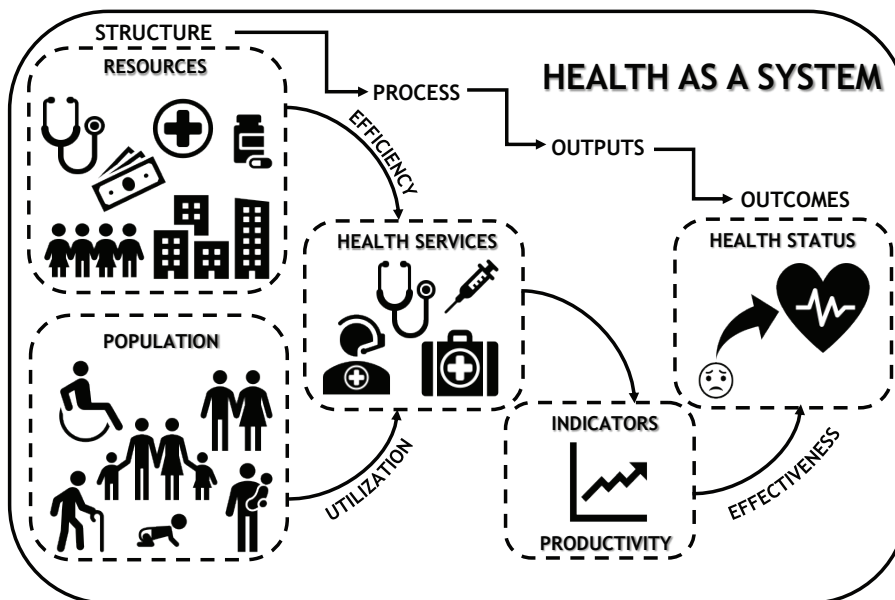 STRUCTURE
RESOURCES
HEALTH AS A SYSTEM
PROCESS
EFFICIENCY
OUTPUTS
OUTCOMES
HEALTH SERVICES
HEALTH STATUS
POPULATION
UTILIZATION
INDICATORS
PRODUCTIVITY
EFFECTIVENESS